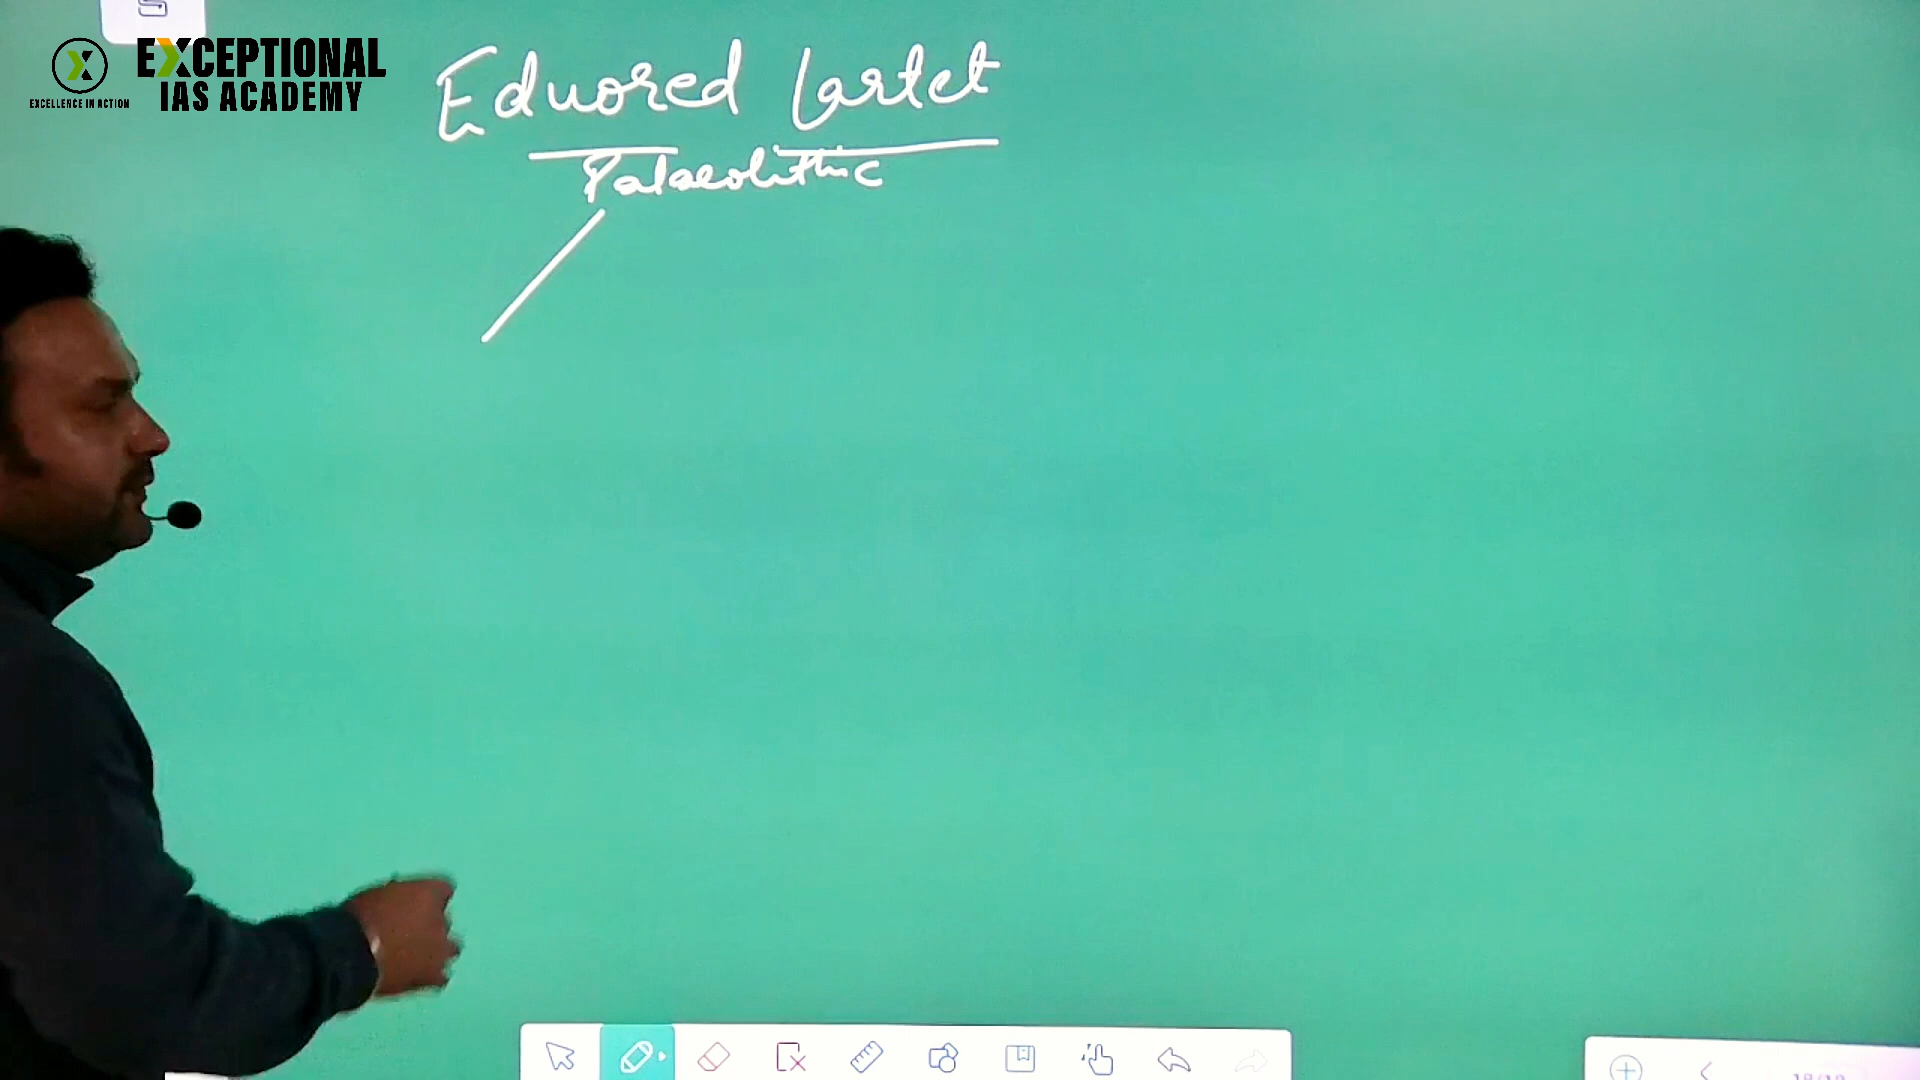 EXCEPTIONAL
IAS ACADEMY
EXCELLENCE IN ACTION
Eduored Lartet
Palaeolithic